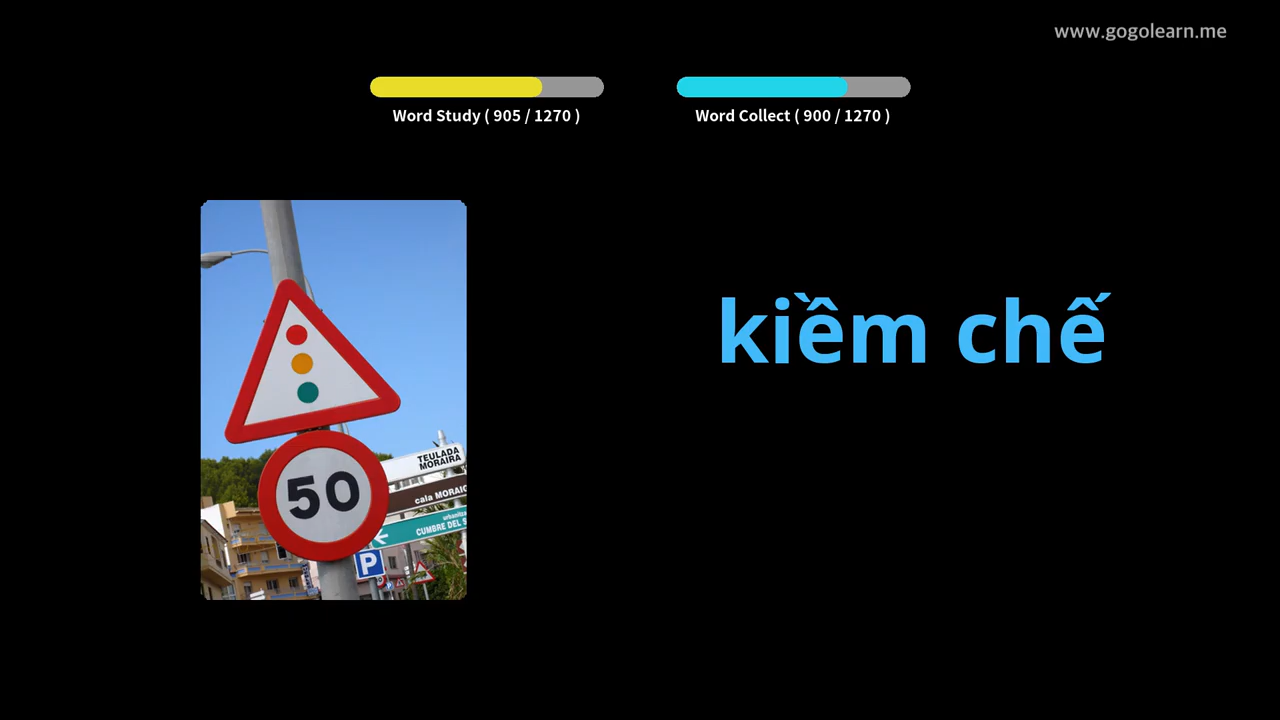 www.gogolearn.me
Word Study ( 905 / 1270 )
Word Collect ( 900 / 1270 )
kiềm chế
50
TEULADA
MORAIRA
cala MORAIG
CUMBRE DEL S
P